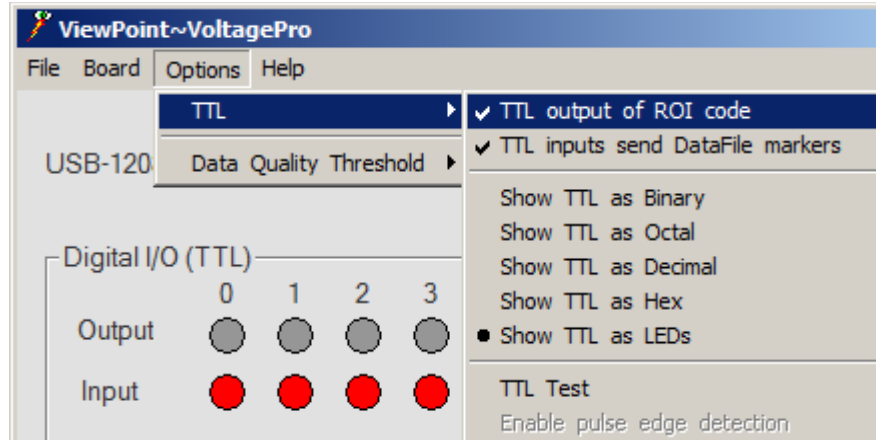 ViewPoint~VoltagePro
File Board Options Help
TTL
Data Quality Threshold
TTL output of ROI code
TTL inputs send DataFile markers
Show TTL as Binary
Show TTL as Octal
Show TTL as Decimal
Show TTL as Hex
Show TTL as LEDs
TTL Test
Enable pulse edge detection
USB-120
Digital I/O (TTL)
0 1 2 3
Output
Input